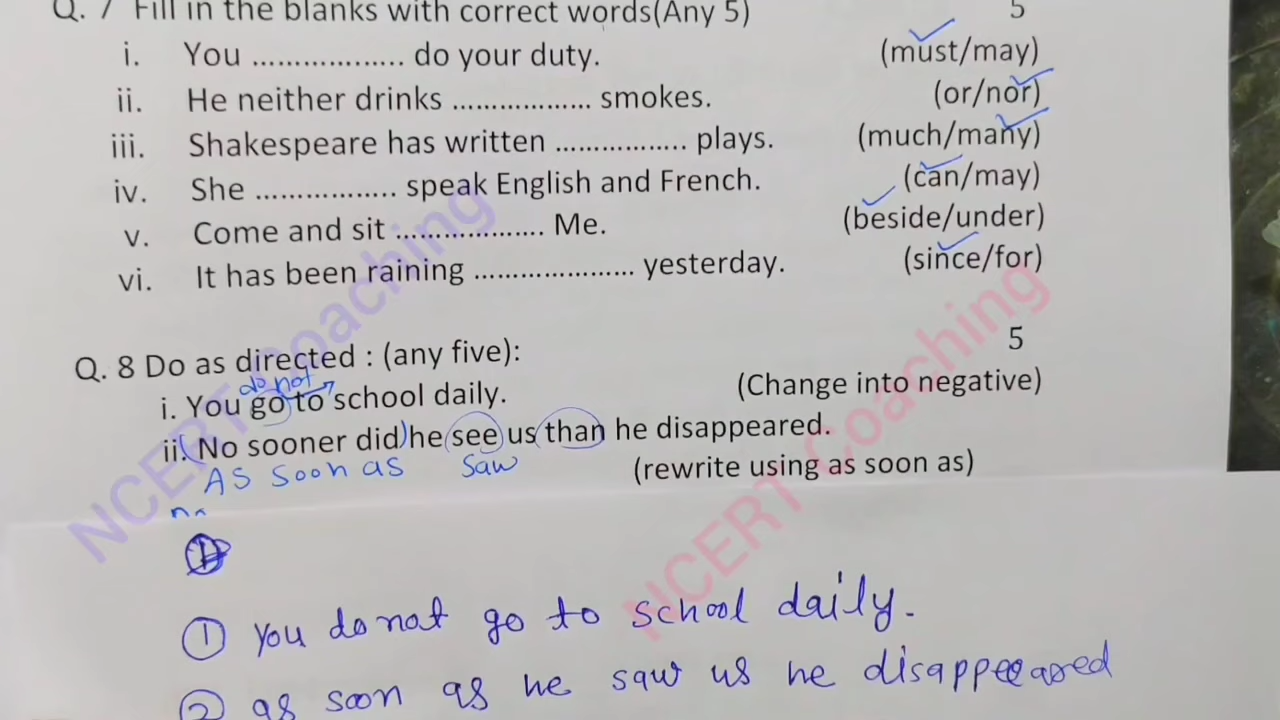 Q. 7 Fill in the blanks with correct words(Any 5) 5
i. You .................. do your duty. (must/may)
ii. He neither drinks .................. smokes. (or/nor)
iii. Shakespeare has written ................. plays. (much/many)
iv. She .................. speak English and French. (can/may)
v. Come and sit ................... Me. (beside/under)
vi. It has been raining ..................... yesterday. (since/for)
Q. 8 Do as directed : (any five): 5
do not
i. You go to school daily. (Change into negative)
ii. No sooner did he see us than he disappeared.
As soon as saw (rewrite using as soon as)
① You do not go to school daily.
② as soon as he saw us he disappeared
NCERT Coaching
NCERT Coaching